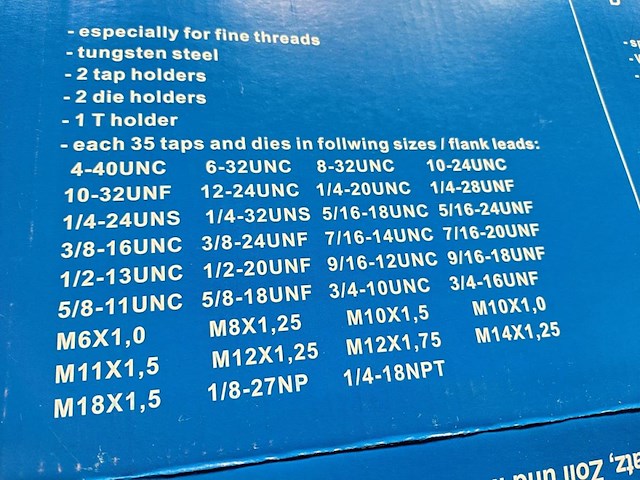 - especially for fine threads
- tungsten steel
- 2 tap holders
- 2 die holders
- 1 T holder
- each 35 taps and dies in follwing sizes / flank leads:
4-40UNC 6-32UNC 8-32UNC 10-24UNC
10-32UNF 12-24UNC 1/4-20UNC 1/4-28UNF
1/4-24UNS 1/4-32UNS 5/16-18UNC 5/16-24UNF
3/8-16UNC 3/8-24UNF 7/16-14UNC 7/16-20UNF
1/2-13UNC 1/2-20UNF 9/16-12UNC 9/16-18UNF
5/8-11UNC 5/8-18UNF 3/4-10UNC 3/4-16UNF
M6X1,0 M8X1,25 M10X1,5 M10X1,0
M11X1,5 M12X1,25 M12X1,75 M14X1,25
M18X1,5 1/8-27NP 1/4-18NPT
Zoll und